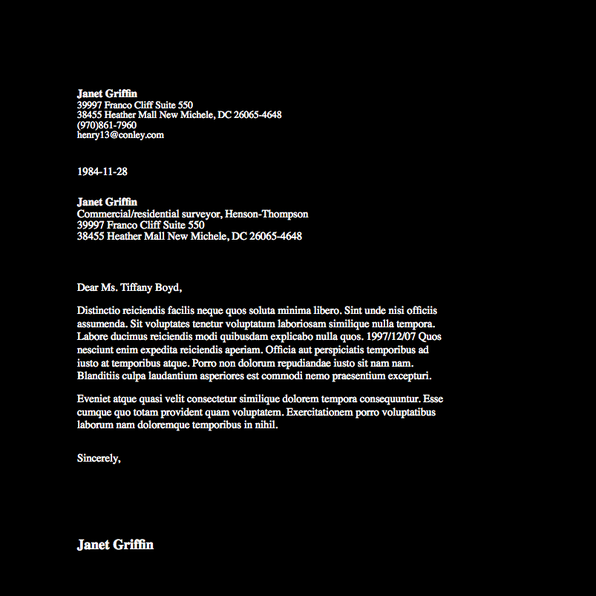 Janet Griffin
39997 Franco Cliff Suite 550
38455 Heather Mall New Michele, DC 26065-4648
(970)861-7960
henry13@conley.com
1984-11-28
Janet Griffin
Commercial/residential surveyor, Henson-Thompson
39997 Franco Cliff Suite 550
38455 Heather Mall New Michele, DC 26065-4648
Dear Ms. Tiffany Boyd,
Distinctio reiciendis facilis neque quos soluta minima libero. Sint unde nisi officiis
assumenda. Sit voluptates tenetur voluptatum laboriosam similique nulla tempora.
Labore ducimus reiciendis modi quibusdam explicabo nulla quos. 1997/12/07 Quos
nesciunt enim expedita reiciendis aperiam. Officia aut perspiciatis temporibus ad
iusto at temporibus atque. Porro non dolorum repudiandae iusto sit nam nam.
Blanditiis culpa laudantium asperiores est commodi nemo praesentium excepturi.
Eveniet atque quasi velit consectetur similique dolorem tempora consequuntur. Esse
cumque quo totam provident quam voluptatem. Exercitationem porro voluptatibus
laborum nam doloremque temporibus in nihil.
Sincerely,
Janet Griffin